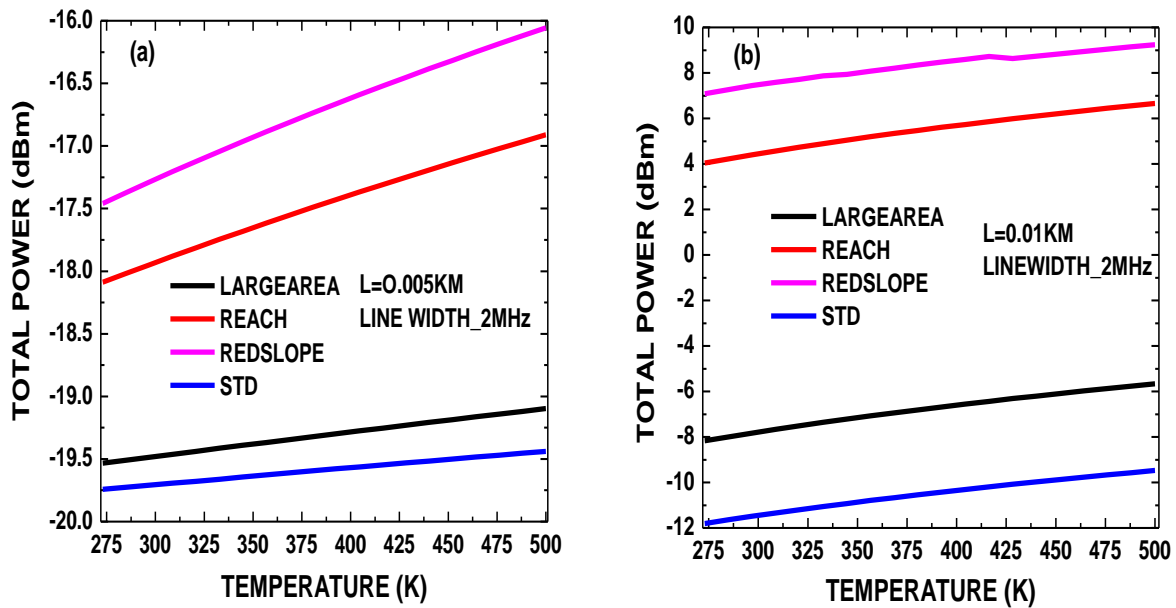 (a)
TOTAL POWER (dBm)
-16.0
-16.5
-17.0
-17.5
-18.0
-18.5
-19.0
-19.5
-20.0
LARGEAREA
REACH
REDSLOPE
STD
L=O.005KM
LINE WIDTH_2MHz
275 300 325 350 375 400 425 450 475 500
TEMPERATURE (K)
(b)
TOTAL POWER (dBm)
10
8
6
4
2
0
-2
-4
-6
-8
-10
-12
LARGEAREA
REACH
REDSLOPE
STD
L=0.01KM
LINEWIDTH_2MHz
275 300 325 350 375 400 425 450 475 500
TEMPERATURE (K)